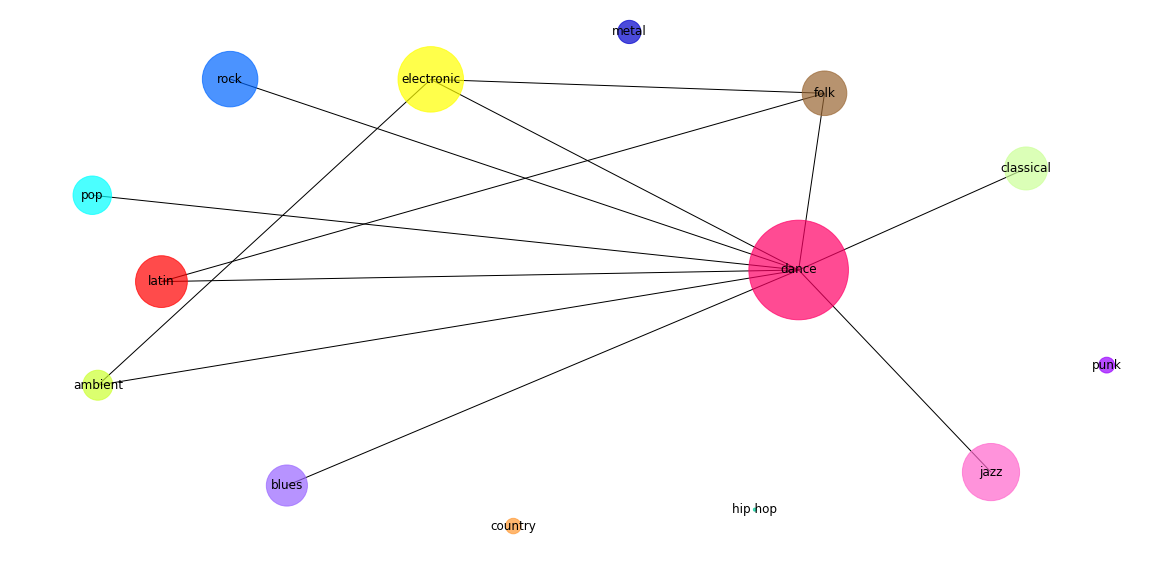 metal
rock
electronic
folk
classical
pop
dance
latin
punk
ambient
jazz
blues
hip hop
country